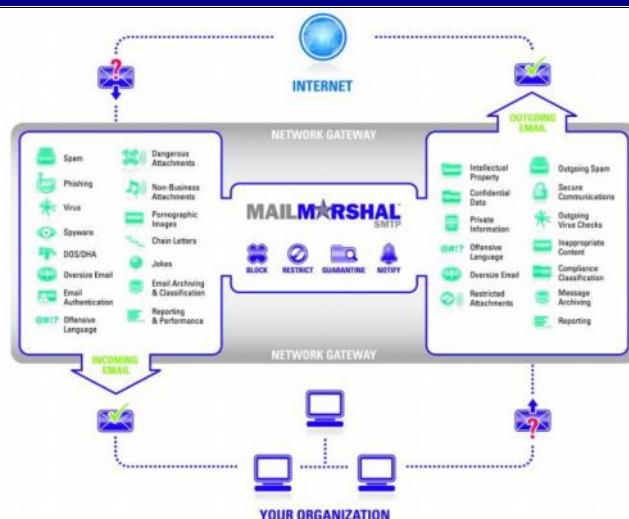 ?
INTERNET
NETWORK GATEWAY
OUTGOING
EMAIL
Spam
Phishing
Virus
Spyware
DOS/DHA
Oversize Email
Email
Authentication
@#!? Offensive
Language
Dangerous
Attachments
Non-Business
Attachments
Pornographic
Images
Chain Letters
Jokes
Email Archiving
& Classification
Reporting
& Performance
MAILMARSHAL
SMTP
BLOCK RESTRICT QUARANTINE NOTIFY
Intellectual
Property
Confidential
Data
Private
Information
@#!? Offensive
Language
Oversize Email
Restricted
Attachments
Outgoing Spam
Secure
Communications
Outgoing
Virus Checks
Inappropriate
Content
Compliance
Classification
Message
Archiving
Reporting
INCOMING
EMAIL
NETWORK GATEWAY
?
YOUR ORGANIZATION